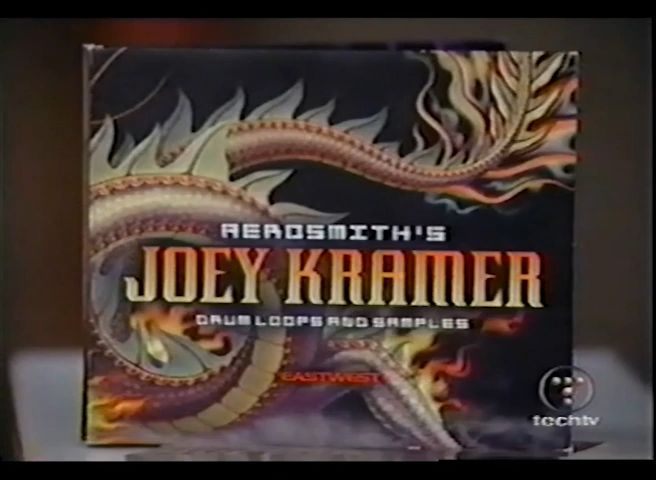 AEROSMITH'S
JOEY KRAMER
DRUM LOOPS AND SAMPLES
EASTWEST
techtv